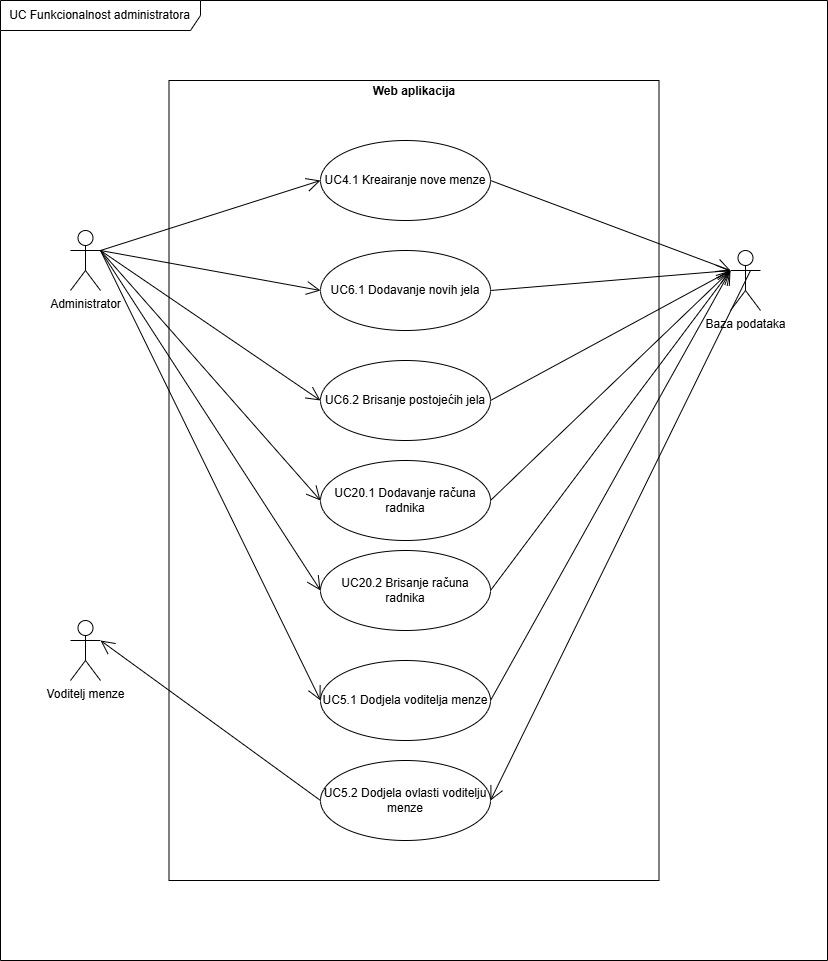 UC Funkcionalnost administratora
Web aplikacija
UC4.1 Kreairanje nove menze
Administrator
UC6.1 Dodavanje novih jela
Baza podataka
UC6.2 Brisanje postojećih jela
UC20.1 Dodavanje računa
radnika
UC20.2 Brisanje računa
radnika
Voditelj menze
UC5.1 Dodjela voditelja menze
UC5.2 Dodjela ovlasti voditelju
menze